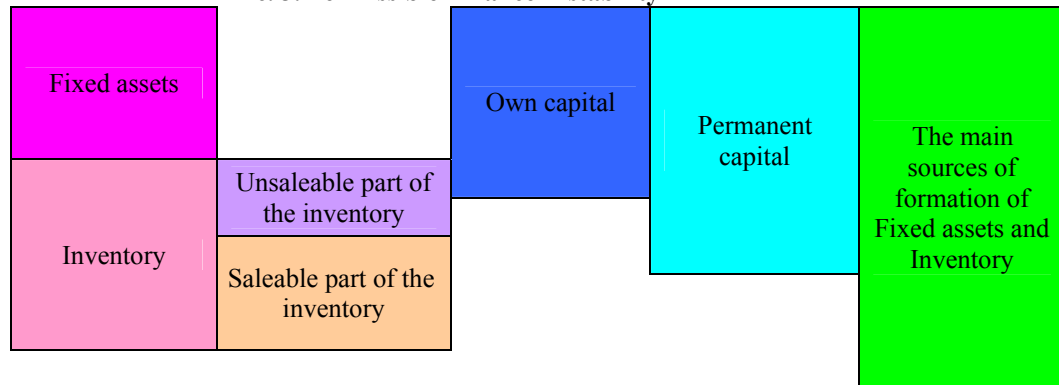 Fixed assets
Own capital
Permanent
capital
The main
sources of
formation of
Fixed assets and
Inventory
Unsaleable part of
the inventory
Inventory
Saleable part of the
inventory